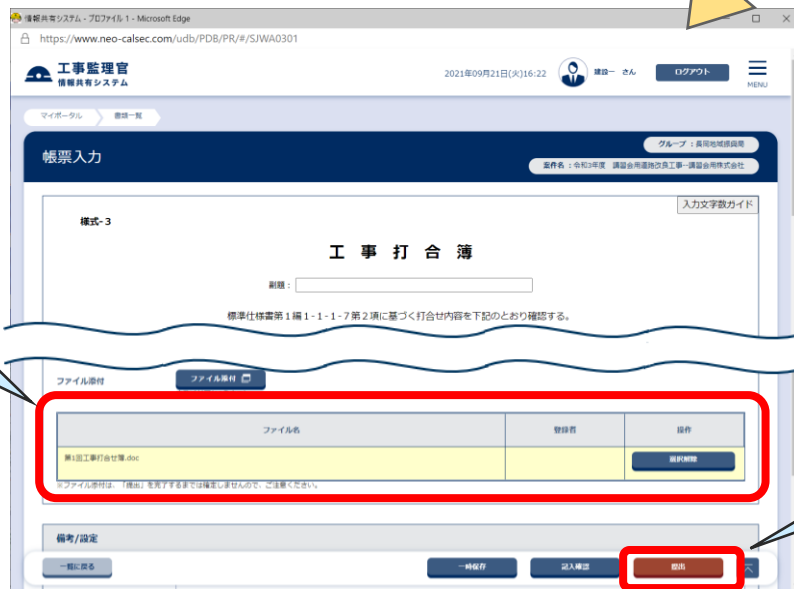 情報共有システム - プロファイル 1 - Microsoft Edge
https://www.neo-calsec.com/udb/PDB/PR/#/SJWA0301
工事監理官
情報共有システム
2021年09月21日(火)16:22
建設一 さん
ログアウト
MENU
マイポータル
書類一覧
帳票入力
グループ：長岡地域振興局
案件名：令和3年度 講習会用道路改良工事--講習会用株式会社
入力文字数ガイド
様式-3
工 事 打 合 簿
副題：
標準仕様書第１編１-１-１-７第２項に基づく打合せ内容を下記のとおり確認する。
ファイル添付
ファイル添付
ファイル名 登録者 操作
第1回工事打合せ簿.doc
選択解除
※ファイル添付は、「提出」を完了するまでは確定しませんので、ご注意ください。
備考/設定
一覧に戻る
一時保存
記入確認
提出